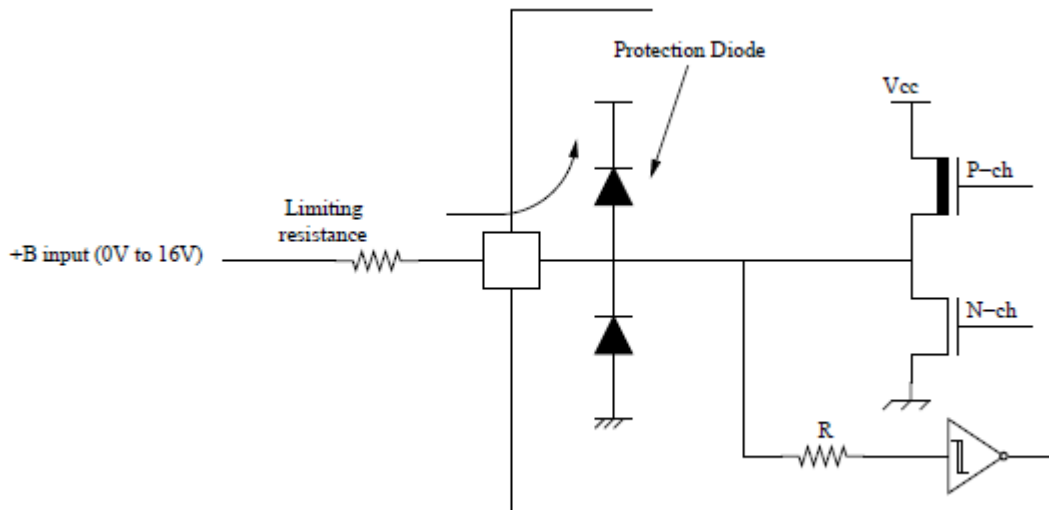 Protection Diode
Vcc
P-ch
Limiting
resistance
+B input (0V to 16V)
N-ch
R